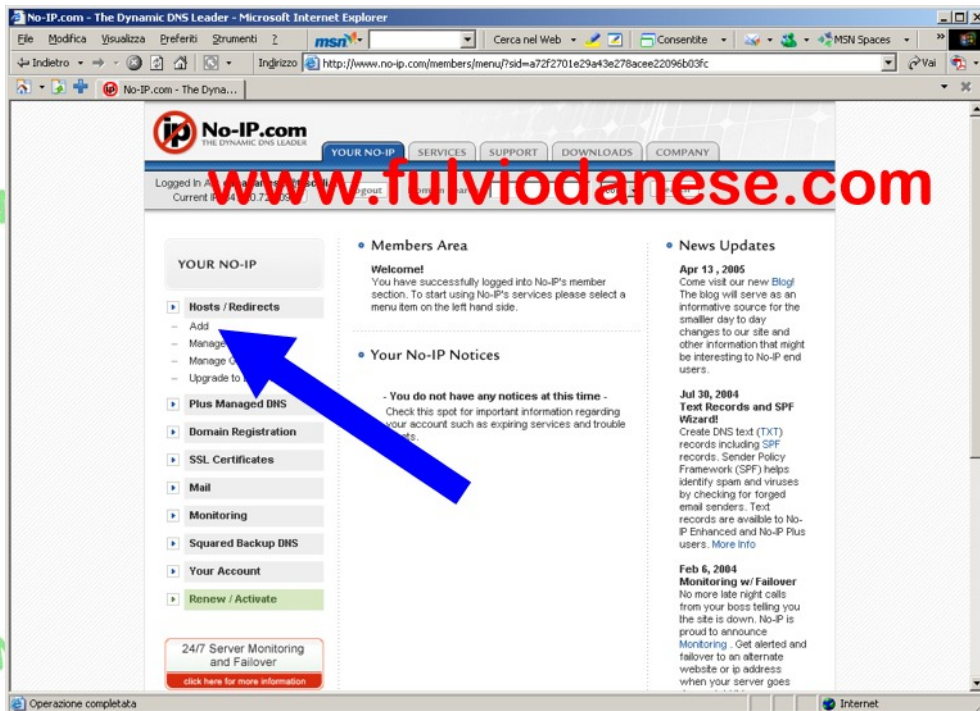 No-IP.com - The Dynamic DNS Leader - Microsoft Internet Explorer
File Modifica Visualizza Preferiti Strumenti ? msn Cerca nel Web Consentite MSN Spaces »
Indietro Indirizzo http://www.no-ip.com/members/menu/?sid=a72f2701e29a43e278acee22096b03fc Vai
No-IP.com - The Dyna...
No-IP.com
THE DYNAMIC DNS LEADER
YOUR NO-IP SERVICES SUPPORT DOWNLOADS COMPANY
www.fulviodanese.com
Logged In
Current
YOUR NO-IP
Hosts / Redirects
Add
Manage
Manage
Upgrade to
Plus Managed DNS
Domain Registration
SSL Certificates
Mail
Monitoring
Squared Backup DNS
Your Account
Renew / Activate
24/7 Server Monitoring
and Failover
click here for more information
Members Area
Welcome!
You have successfully logged into No-IP's member
section. To start using No-IP's services please select a
menu item on the left hand side.
Your No-IP Notices
- You do not have any notices at this time -
Check this spot for important information regarding
your account such as expiring services and trouble
News Updates
Apr 13 , 2005
Come visit our new Blog!
The blog will serve as an
informative source for the
smalller day to day
changes to our site and
other information that might
be interesting to No-IP end
users.
Jul 30, 2004
Text Records and SPF
Wizard!
Create DNS text (TXT)
records including SPF
records. Sender Policy
Framework (SPF) helps
identify spam and viruses
by checking for forged
email senders. Text
records are availble to No-
IP Enhanced and No-IP Plus
users. More Info
Feb 6, 2004
Monitoring w/ Failover
No more late night calls
from your boss telling you
the site is down. No-IP is
proud to announce
Monitoring . Get alerted and
failover to an alternate
website or ip address
when your server goes
Operazione completata Internet